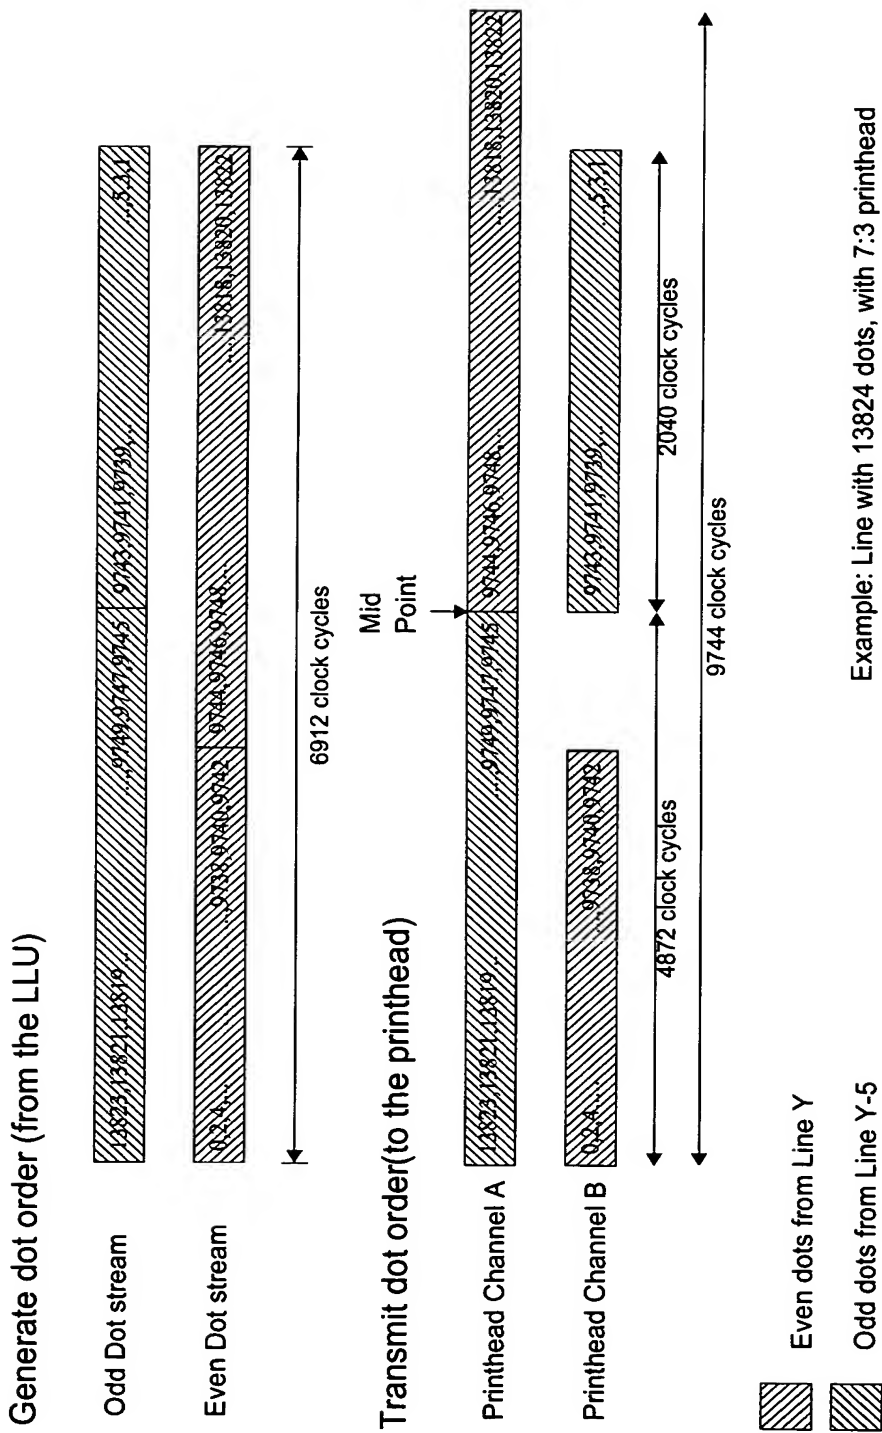 Generate dot order (from the LLU)
Odd Dot stream
13823,13821,13819...
...,9749,9747,9745
9743,9741,9739,...
...,5,3,1
Even Dot stream
0,2,4,...
...,9738,9740,9742
9744,9746,9748,...
...,13818,13820,13822
6912 clock cycles
Transmit dot order(to the printhead)
Mid
Point
Printhead Channel A
13823,13821,13819...
...,9749,9747,9745
9744,9746,9748,...
...,13818,13820,13822
Printhead Channel B
0,2,4,...
...,9738,9740,9742
9743,9741,9739,...
...,5,3,1
4872 clock cycles
2040 clock cycles
9744 clock cycles
Even dots from Line Y
Odd dots from Line Y-5
Example: Line with 13824 dots, with 7:3 printhead